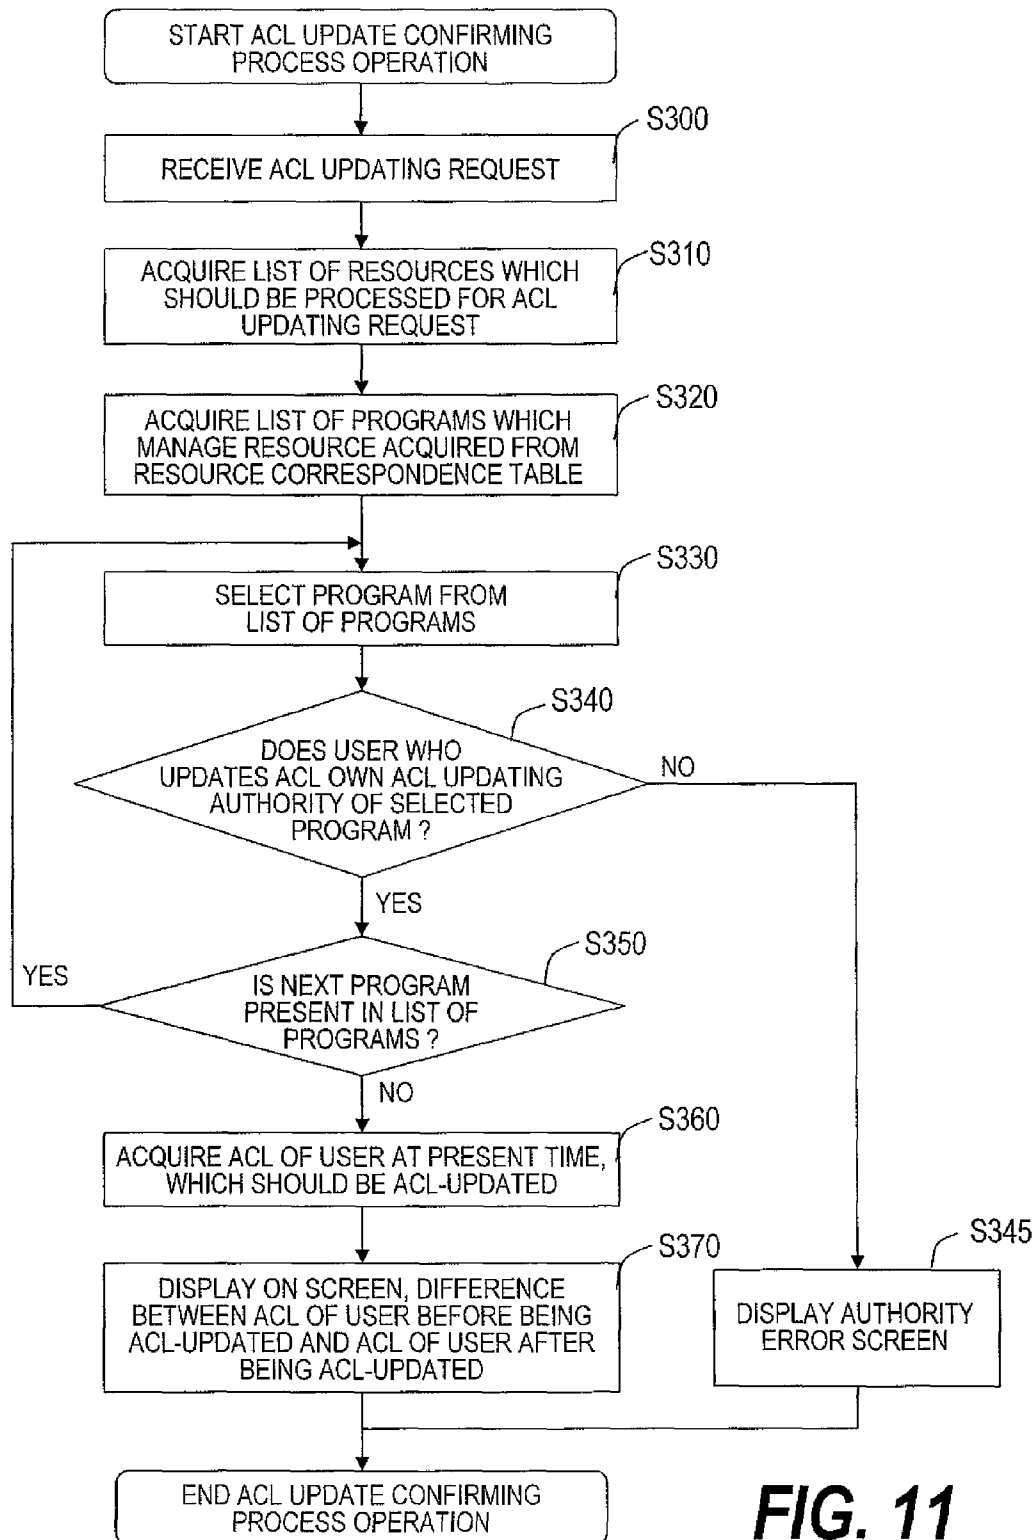 START ACL UPDATE CONFIRMING
PROCESS OPERATION
S300
RECEIVE ACL UPDATING REQUEST
S310
ACQUIRE LIST OF RESOURCES WHICH
SHOULD BE PROCESSED FOR ACL
UPDATING REQUEST
S320
ACQUIRE LIST OF PROGRAMS WHICH
MANAGE RESOURCE ACQUIRED FROM
RESOURCE CORRESPONDENCE TABLE
S330
SELECT PROGRAM FROM
LIST OF PROGRAMS
S340
DOES USER WHO
UPDATES ACL OWN ACL UPDATING
AUTHORITY OF SELECTED
PROGRAM ?
NO
YES
S350
YES
IS NEXT PROGRAM
PRESENT IN LIST OF
PROGRAMS ?
NO
S360
ACQUIRE ACL OF USER AT PRESENT TIME,
WHICH SHOULD BE ACL-UPDATED
S370
DISPLAY ON SCREEN, DIFFERENCE
BETWEEN ACL OF USER BEFORE BEING
ACL-UPDATED AND ACL OF USER AFTER
BEING ACL-UPDATED
S345
DISPLAY AUTHORITY
ERROR SCREEN
END ACL UPDATE CONFIRMING
PROCESS OPERATION
FIG. 11